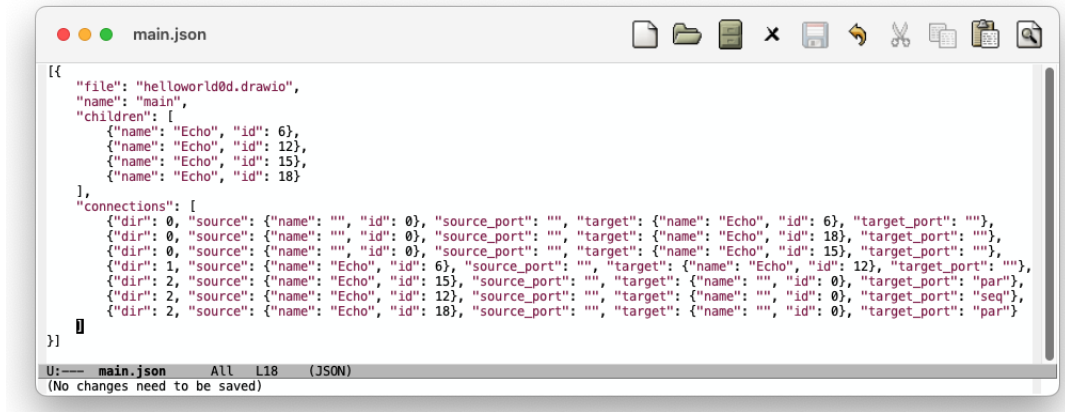 main.json
[{
    "file": "helloworld0d.drawio",
    "name": "main",
    "children": [
        {"name": "Echo", "id": 6},
        {"name": "Echo", "id": 12},
        {"name": "Echo", "id": 15},
        {"name": "Echo", "id": 18}
    ],
    "connections": [
        {"dir": 0, "source": {"name": "", "id": 0}, "source_port": "", "target": {"name": "Echo", "id": 6}, "target_port": ""},
        {"dir": 0, "source": {"name": "", "id": 0}, "source_port": "", "target": {"name": "Echo", "id": 18}, "target_port": ""},
        {"dir": 0, "source": {"name": "", "id": 0}, "source_port": "", "target": {"name": "Echo", "id": 15}, "target_port": ""},
        {"dir": 1, "source": {"name": "Echo", "id": 6}, "source_port": "", "target": {"name": "Echo", "id": 12}, "target_port": ""},
        {"dir": 2, "source": {"name": "Echo", "id": 15}, "source_port": "", "target": {"name": "", "id": 0}, "target_port": "par"},
        {"dir": 2, "source": {"name": "Echo", "id": 12}, "source_port": "", "target": {"name": "", "id": 0}, "target_port": "seq"},
        {"dir": 2, "source": {"name": "Echo", "id": 18}, "source_port": "", "target": {"name": "", "id": 0}, "target_port": "par"}
    ]
}]
U:--- main.json All L18 (JSON)
(No changes need to be saved)